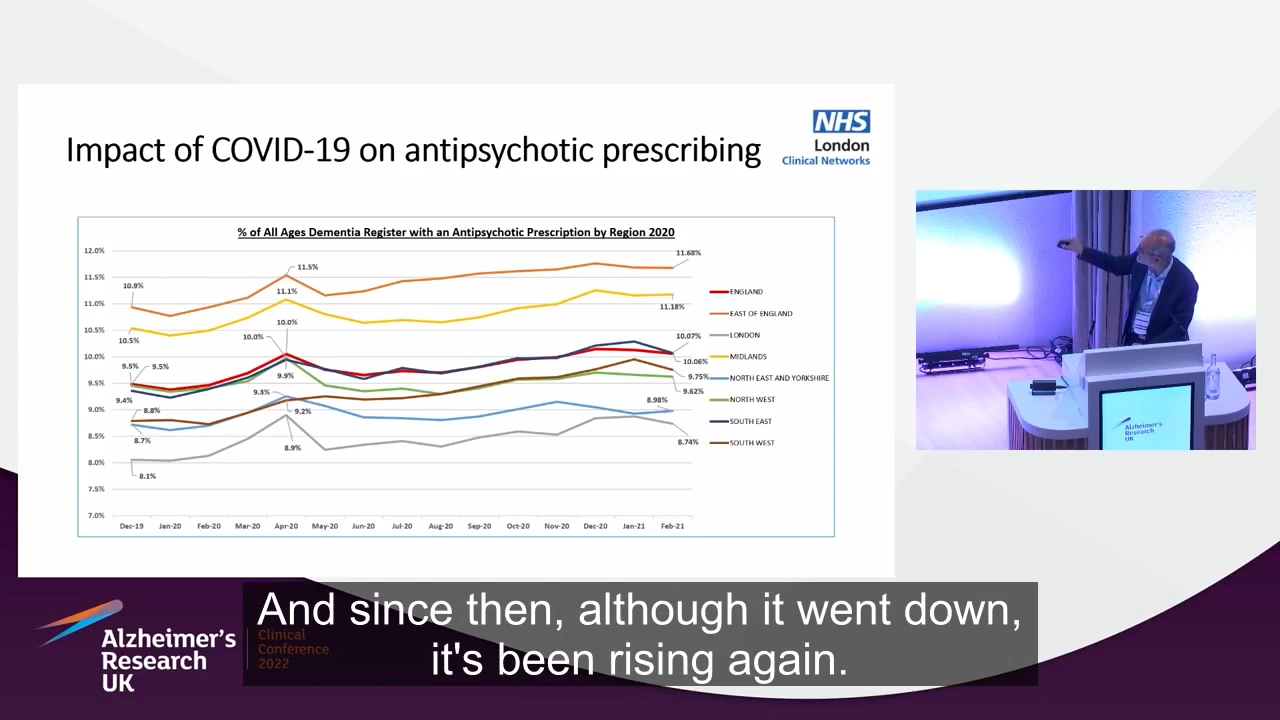 Impact of COVID-19 on antipsychotic prescribing
NHS
London
Clinical Networks
% of All Ages Dementia Register with an Antipsychotic Prescription by Region 2020
12.0%
11.5%
11.0%
10.5%
10.0%
9.5%
9.0%
8.5%
8.0%
7.5%
7.0%
10.9%
11.5%
11.68%
11.1%
11.18%
10.5%
10.0%
10.0%
10.07%
10.06%
9.5%
9.5%
9.9%
9.75%
9.62%
9.4%
9.3%
8.98%
8.8%
9.2%
8.7%
8.9%
8.74%
8.1%
Dec-19 Jan-20 Feb-20 Mar-20 Apr-20 May-20 Jun-20 Jul-20 Aug-20 Sep-20 Oct-20 Nov-20 Dec-20 Jan-21 Feb-21
ENGLAND
EAST OF ENGLAND
LONDON
MIDLANDS
NORTH EAST AND YORKSHIRE
NORTH WEST
SOUTH EAST
SOUTH WEST
Alzheimer's
Research
UK
And since then, although it went down,
it's been rising again.
Alzheimer's
Research
UK
Clinical
Conference
2022